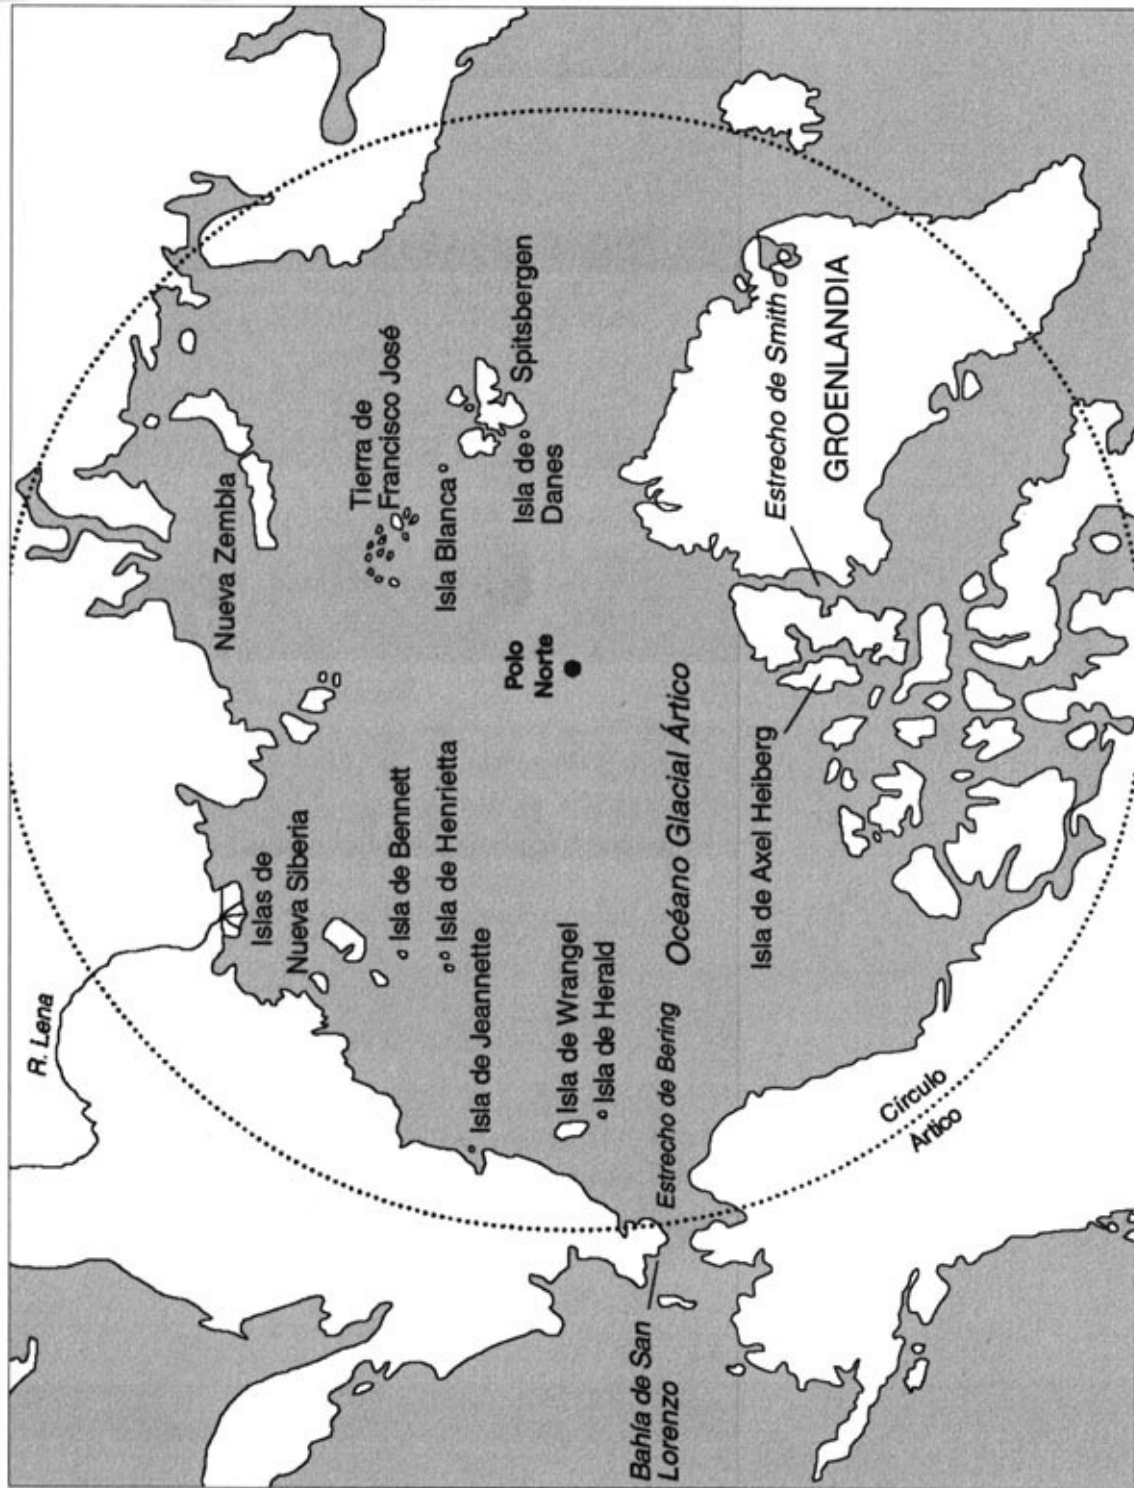 R. Lena
Nueva Zembla
Islas de
Nueva Siberia
Tierra de
Francisco José
Isla de Bennett
Isla de Henrietta
Isla Blanca
Isla de Jeannette
Polo
Norte
Isla de
Danes
Spitsbergen
Isla de Wrangel
Isla de Herald
Bahía de San
Lorenzo
Estrecho de Bering
Océano Glacial Ártico
Isla de Axel Heiberg
Estrecho de Smith
GROENLANDIA
Círculo
Artico